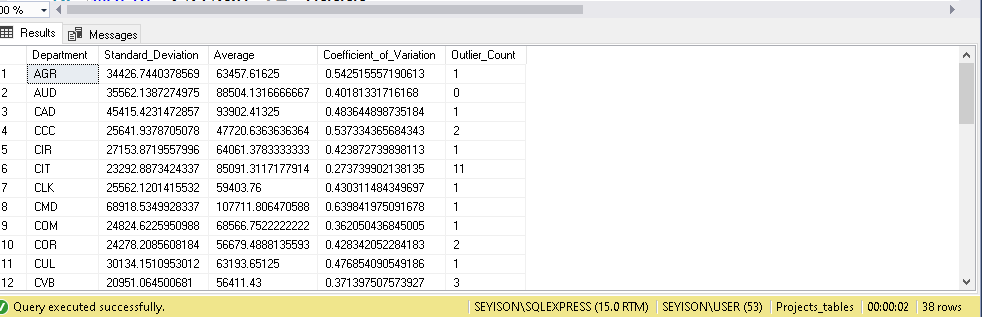 00 %
Results Messages
Department Standard_Deviation Average Coefficient_of_Variation Outlier_Count
1 AGR 34426.7440378569 63457.61625 0.542515557190613 1
2 AUD 35562.1387274975 88504.1316666667 0.40181331716168 0
3 CAD 45415.4231472857 93902.41325 0.483644898735184 1
4 CCC 25641.9378705078 47720.6363636364 0.537334365684343 2
5 CIR 27153.8719557996 64061.3783333333 0.423872739898113 1
6 CIT 23292.8873424337 85091.3117177914 0.273739902138135 11
7 CLK 25562.1201415532 59403.76 0.430311484349697 1
8 CMD 68918.5349928337 107711.806470588 0.639841975091678 1
9 COM 24824.6225950988 68566.7522222222 0.362050436845005 1
10 COR 24278.2085608184 56679.4888135593 0.428342052284183 2
11 CUL 30134.1510953012 63193.65125 0.476854090549186 1
12 CVB 20951.064500681 56411.43 0.371397507573927 3
Query executed successfully. SEYISON\SQLEXPRESS (15.0 RTM) SEYISON\USER (53) Projects_tables 00:00:02 38 rows